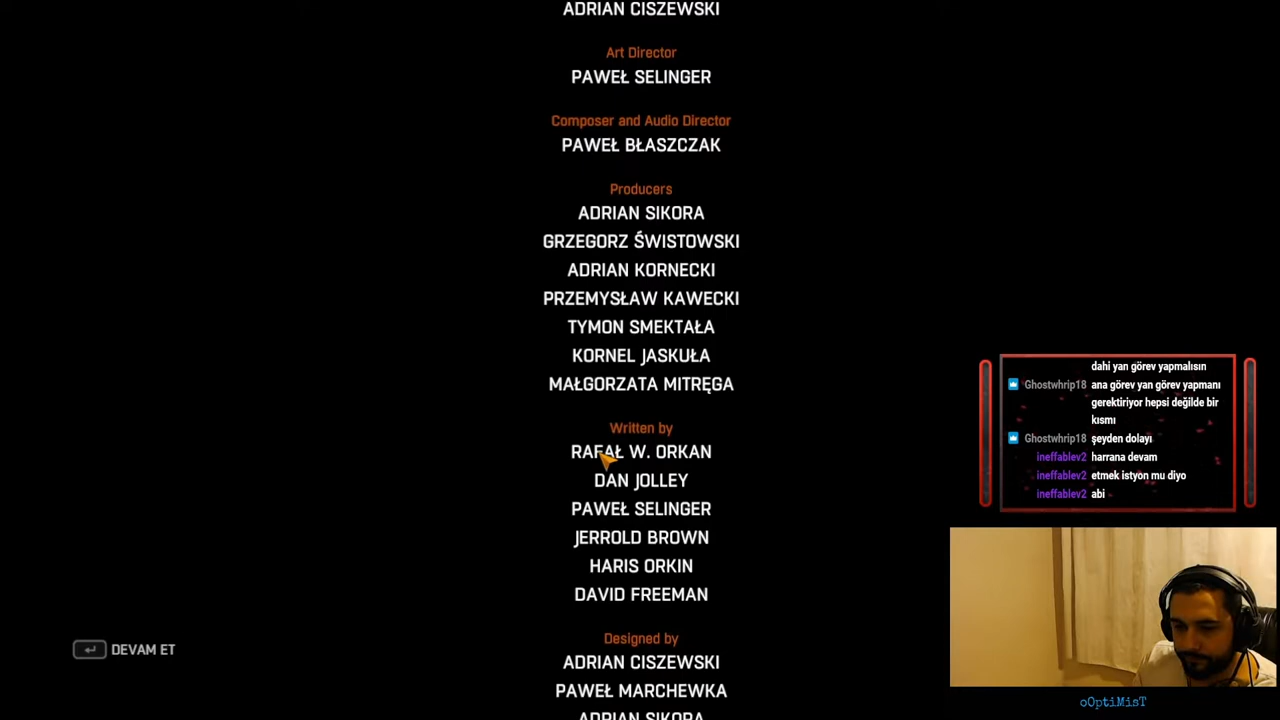 ADRIAN CISZEWSKI
Art Director
PAWEŁ SELINGER
Composer and Audio Director
PAWEŁ BŁASZCZAK
Producers
ADRIAN SIKORA
GRZEGORZ ŚWISTOWSKI
ADRIAN KORNECKI
PRZEMYSŁAW KAWECKI
TYMON SMEKTAŁA
KORNEL JASKUŁA
MAŁGORZATA MITRĘGA
Written by
RAFAŁ W. ORKAN
DAN JOLLEY
PAWEŁ SELINGER
JERROLD BROWN
HARIS ORKIN
DAVID FREEMAN
Designed by
ADRIAN CISZEWSKI
PAWEŁ MARCHEWKA
ADRIAN SIKORA
DEVAM ET
dahi yan görev yapmalısın
Ghostwhrip18 ana görev yan görev yapmanı
gerektiriyor hepsi değilde bir
kısmı
Ghostwhrip18 şeyden dolayı
ineffablev2 harrana devam
ineffablev2 etmek istyon mu diyo
ineffablev2 abi
oOptiMisT